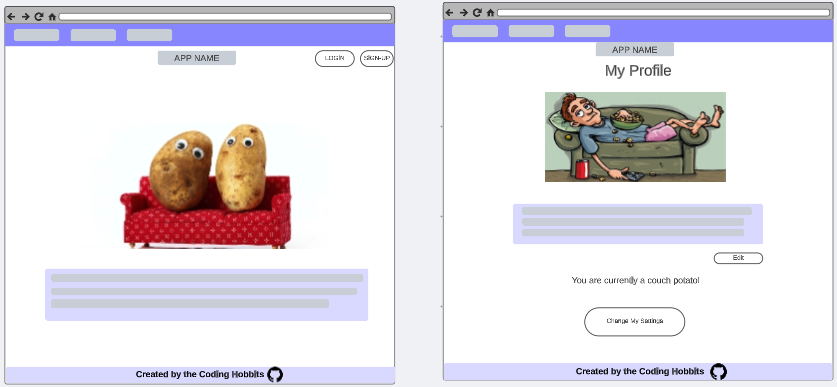 APP NAME
LOGIN
SIGN-UP
Created by the Coding Hobbits
APP NAME
My Profile
Edit
You are currently a couch potato!
Change My Settings
Created by the Coding Hobbits